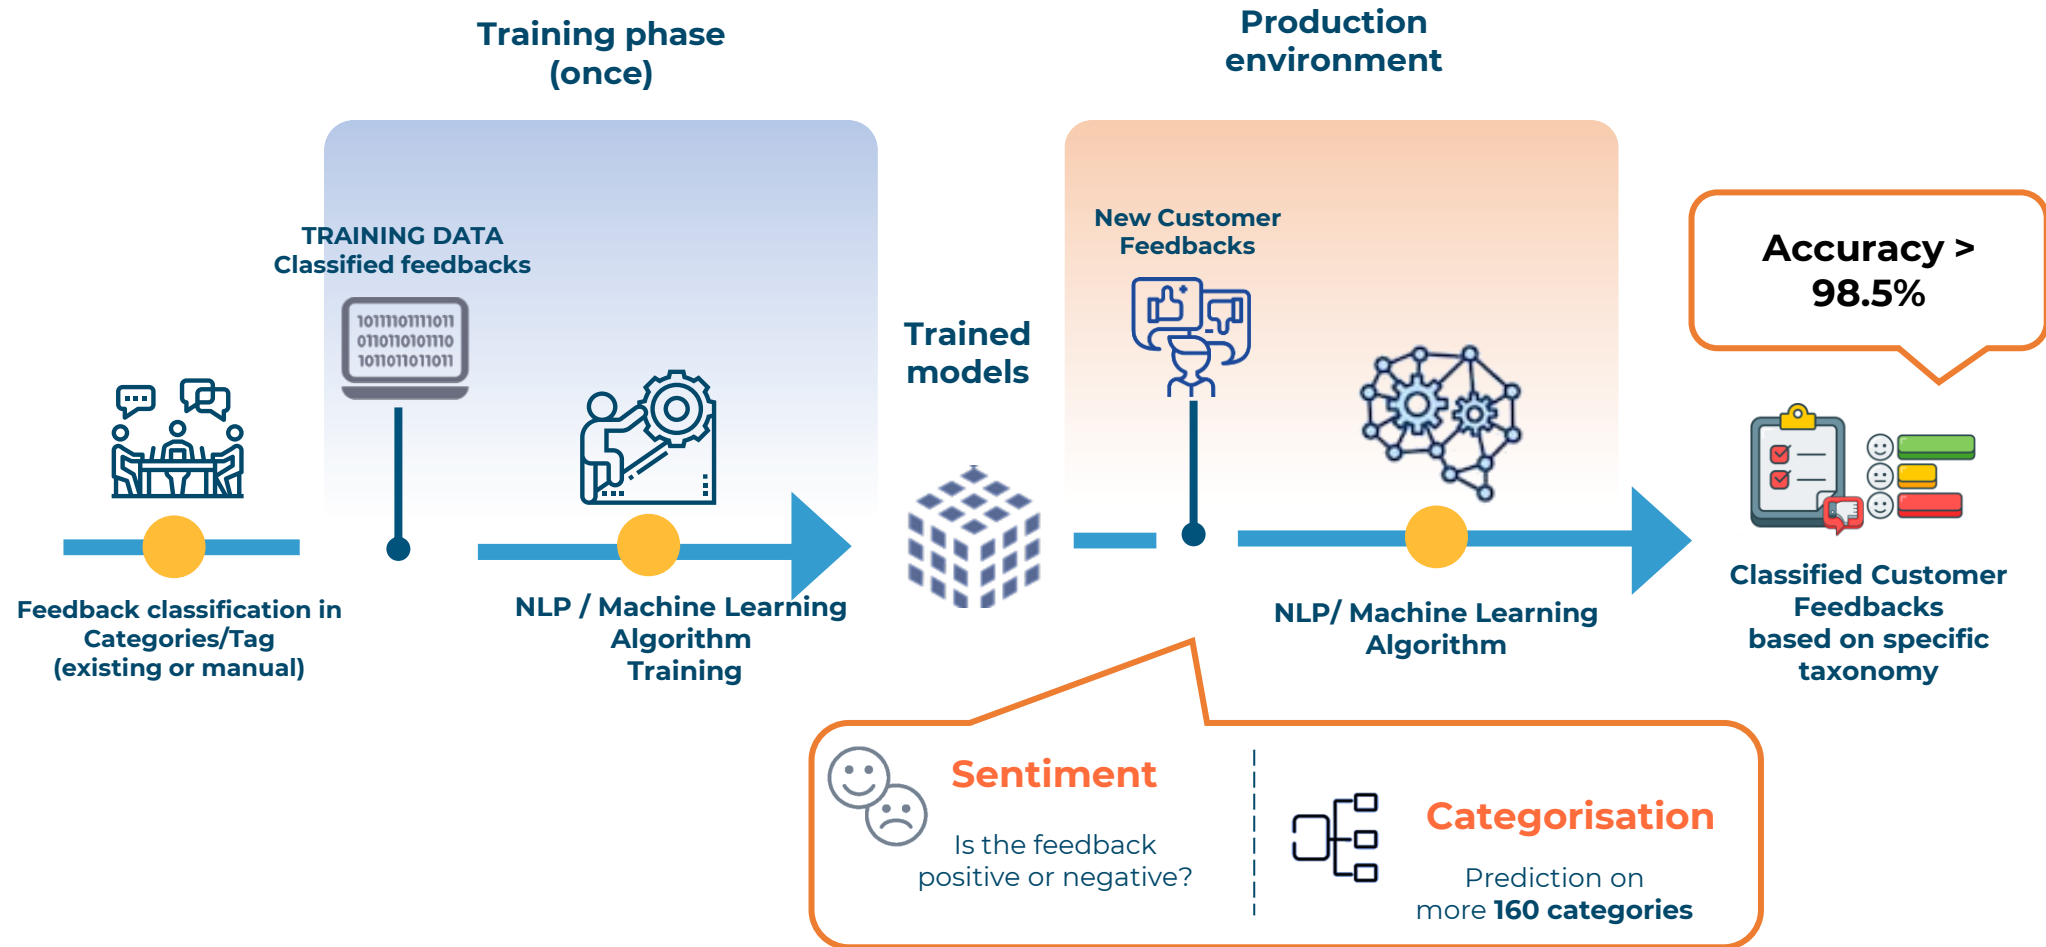 Training phase
(once)
Production
environment
TRAINING DATA
Classified feedbacks
1011110111011
011011010110
1011011011011
New Customer
Feedbacks
Accuracy >
98.5%
Trained
models
Feedback classification in
Categories/Tag
(existing or manual)
NLP / Machine Learning
Algorithm
Training
NLP/ Machine Learning
Algorithm
Classified Customer
Feedbacks
based on specific
taxonomy
Sentiment
Is the feedback
positive or negative?
Categorisation
Prediction on
more 160 categories